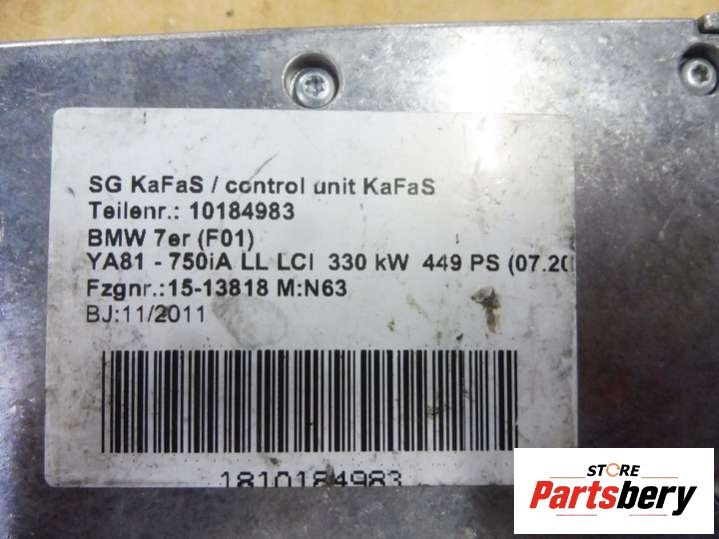 SG KaFaS / control unit KaFaS
Teilenr.: 10184983
BMW 7er (F01)
YA81 - 750iA LL LCI 330 kW 449 PS (07.20
Fzgnr.:15-13818 M:N63
BJ:11/2011
1810184983
STORE
Partsbery